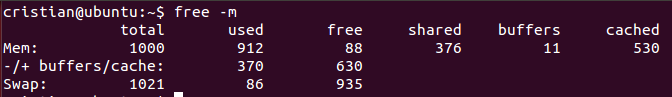 cristian@ubuntu:~$ free -m
total used free shared buffers cached
Mem: 1000 912 88 376 11 530
-/+ buffers/cache: 370 630
Swap: 1021 86 935